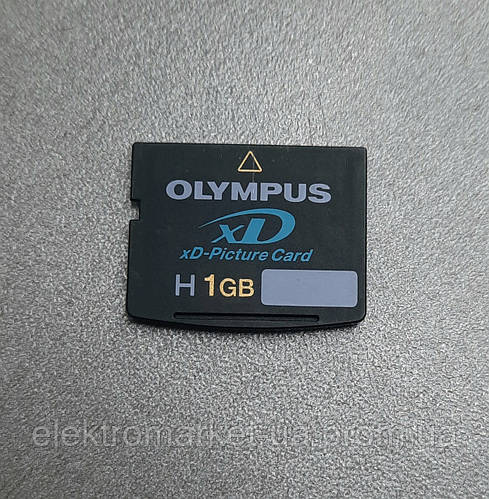 OLYMPUS
xD
xD-Picture Card
H 1GB
elektromarket-ua.prom.ua